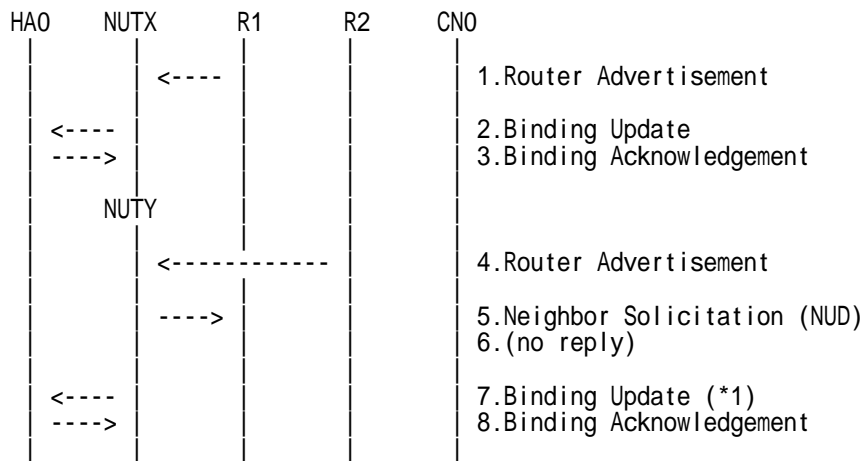 HA0 NUTX R1 R2 CN0
<---- 1.Router Advertisement
<---- 2.Binding Update
----> 3.Binding Acknowledgement
NUTY
<------------ 4.Router Advertisement
----> 5.Neighbor Solicitation (NUD)
6.(no reply)
<---- 7.Binding Update (*1)
----> 8.Binding Acknowledgement